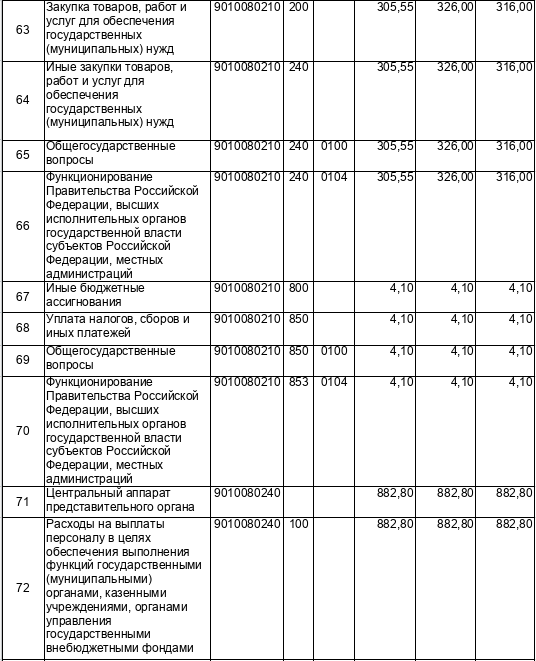 63 Закупка товаров, работ и 9010080210 200 305,55 326,00 316,00
услуг для обеспечения
государственных
(муниципальных) нужд
64 Иные закупки товаров, 9010080210 240 305,55 326,00 316,00
работ и услуг для
обеспечения
государственных
(муниципальных) нужд
65 Общегосударственные 9010080210 240 0100 305,55 326,00 316,00
вопросы
66 Функционирование 9010080210 240 0104 305,55 326,00 316,00
Правительства Российской
Федерации, высших
исполнительных органов
государственной власти
субъектов Российской
Федерации, местных
администраций
67 Иные бюджетные 9010080210 800 4,10 4,10 4,10
ассигнования
68 Уплата налогов, сборов и 9010080210 850 4,10 4,10 4,10
иных платежей
69 Общегосударственные 9010080210 850 0100 4,10 4,10 4,10
вопросы
70 Функционирование 9010080210 853 0104 4,10 4,10 4,10
Правительства Российской
Федерации, высших
исполнительных органов
государственной власти
субъектов Российской
Федерации, местных
администраций
71 Центральный аппарат 9010080240 882,80 882,80 882,80
представительного органа
72 Расходы на выплаты 9010080240 100 882,80 882,80 882,80
персоналу в целях
обеспечения выполнения
функций государственными
(муниципальными)
органами, казенными
учреждениями, органами
управления
государственными
внебюджетными фондами